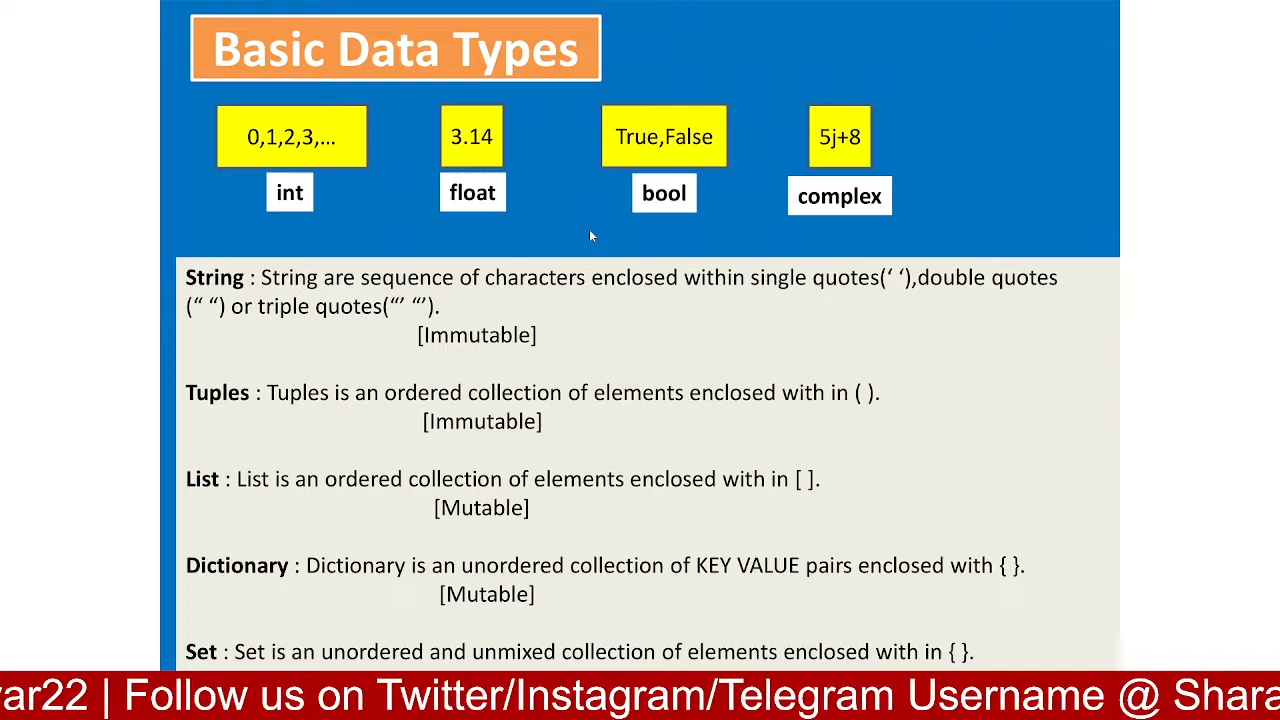 Basic Data Types
0,1,2,3,... 3.14 True,False 5j+8
int float bool complex
String : String are sequence of characters enclosed within single quotes(‘ ‘),double quotes
(“ “) or triple quotes(“’ “’).
[Immutable]
Tuples : Tuples is an ordered collection of elements enclosed with in ( ).
[Immutable]
List : List is an ordered collection of elements enclosed with in [ ].
[Mutable]
Dictionary : Dictionary is an unordered collection of KEY VALUE pairs enclosed with { }.
[Mutable]
Set : Set is an unordered and unmixed collection of elements enclosed with in { }.
var22 | Follow us on Twitter/Instagram/Telegram Username @ Shara